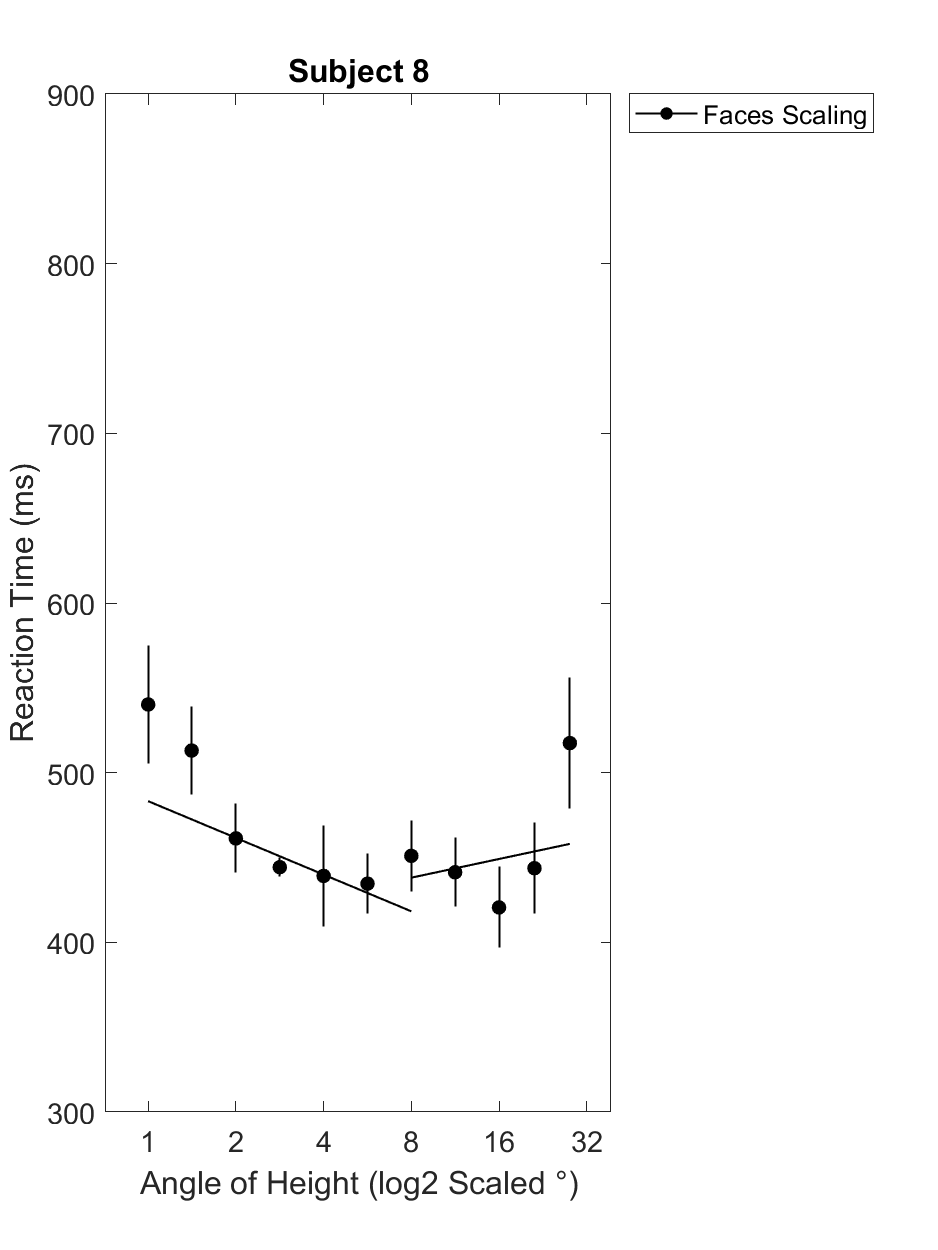 Subject 8
900
800
700
600
500
400
300
Reaction Time (ms)
1 2 4 8 16 32
Angle of Height (log2 Scaled °)
Faces Scaling